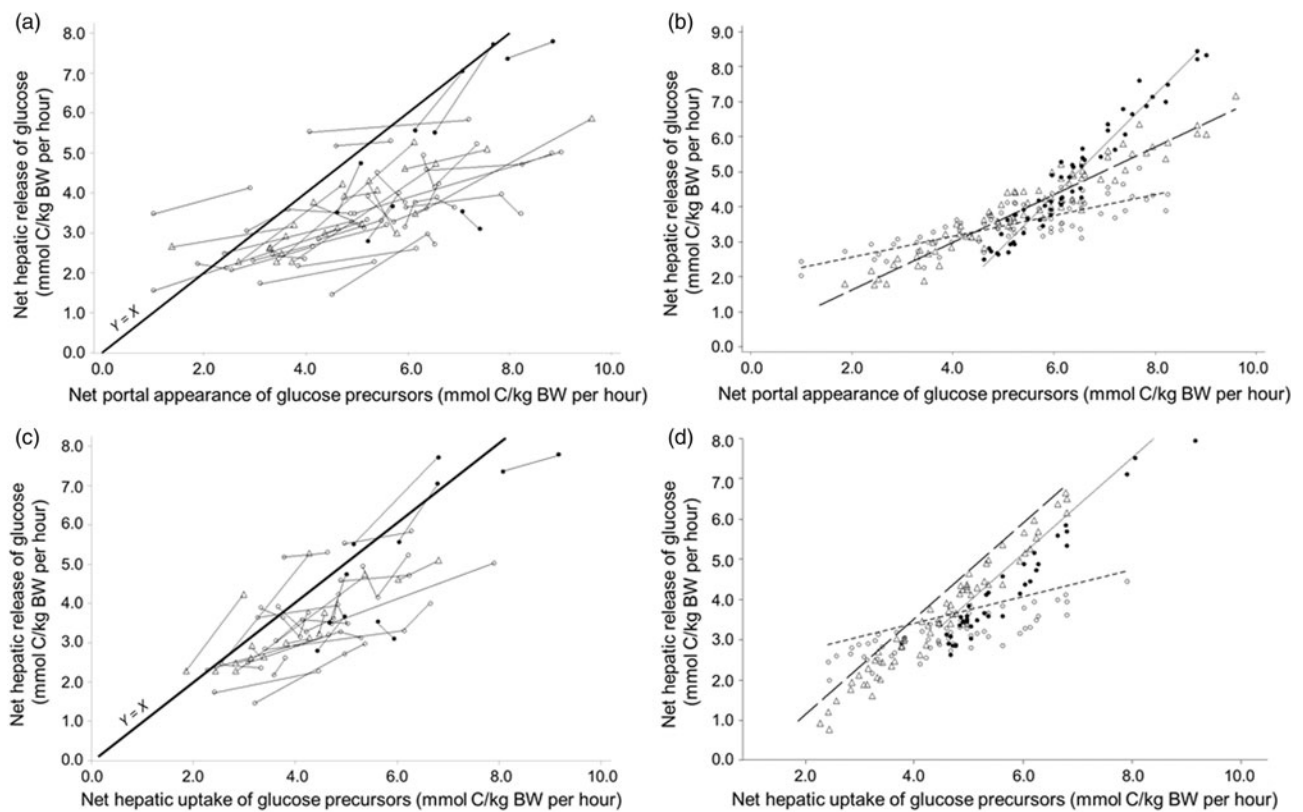 (a)
Net hepatic release of glucose
(mmol C/kg BW per hour)
8.0
7.0
6.0
5.0
4.0
3.0
2.0
1.0
0.0
Y = X
0.0 2.0 4.0 6.0 8.0 10.0
Net portal appearance of glucose precursors (mmol C/kg BW per hour)
(b)
Net hepatic release of glucose
(mmol C/kg BW per hour)
9.0
8.0
7.0
6.0
5.0
4.0
3.0
2.0
1.0
0.0
0.0 2.0 4.0 6.0 8.0 10.0
Net portal appearance of glucose precursors (mmol C/kg BW per hour)
(c)
Net hepatic release of glucose
(mmol C/kg BW per hour)
8.0
7.0
6.0
5.0
4.0
3.0
2.0
1.0
0.0
Y = X
0.0 2.0 4.0 6.0 8.0 10.0
Net hepatic uptake of glucose precursors (mmol C/kg BW per hour)
(d)
Net hepatic release of glucose
(mmol C/kg BW per hour)
8.0
7.0
6.0
5.0
4.0
3.0
2.0
1.0
0.0
2.0 4.0 6.0 8.0 10.0
Net hepatic uptake of glucose precursors (mmol C/kg BW per hour)